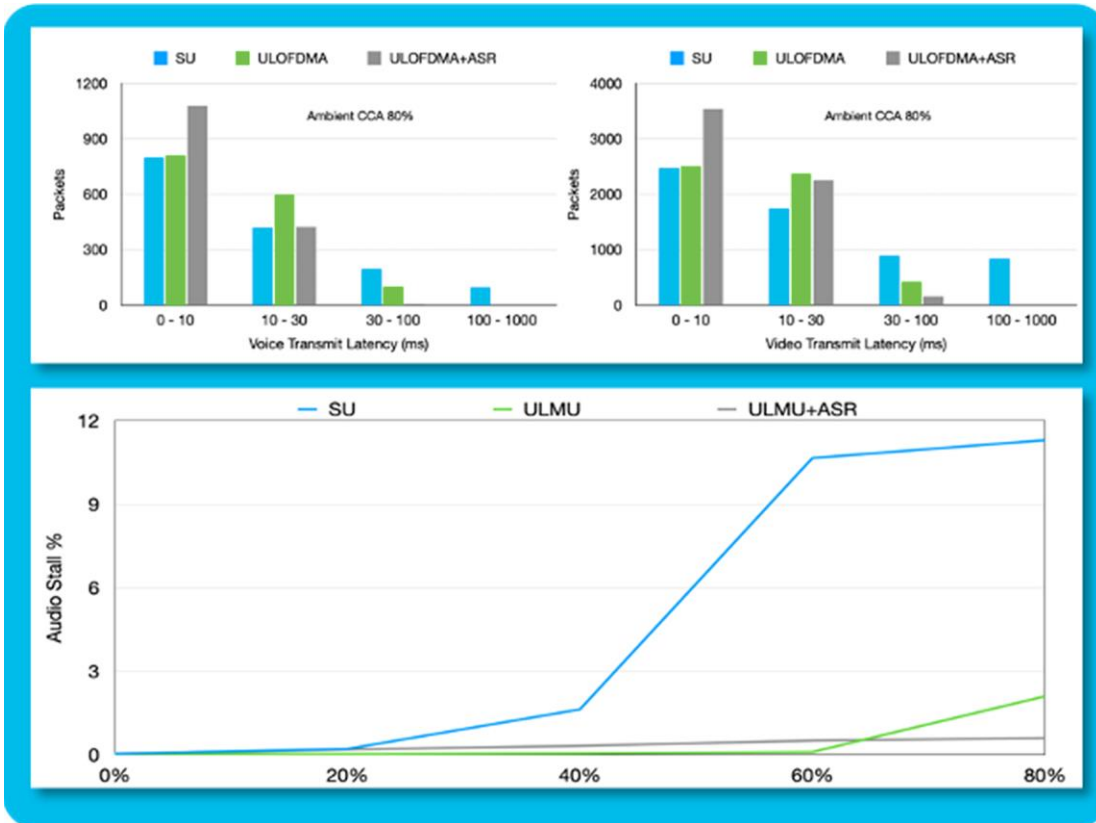 SU ULOFDMA ULOFDMA+ASR
1200
900
600
300
0
Packets
Ambient CCA 80%
0 - 10 10 - 30 30 - 100 100 - 1000
Voice Transmit Latency (ms)
SU ULOFDMA ULOFDMA+ASR
4000
3000
2000
1000
0
Packets
Ambient CCA 80%
0 - 10 10 - 30 30 - 100 100 - 1000
Video Transmit Latency (ms)
SU ULMU ULMU+ASR
12
9
6
3
0
Audio Stall %
0% 20% 40% 60% 80%